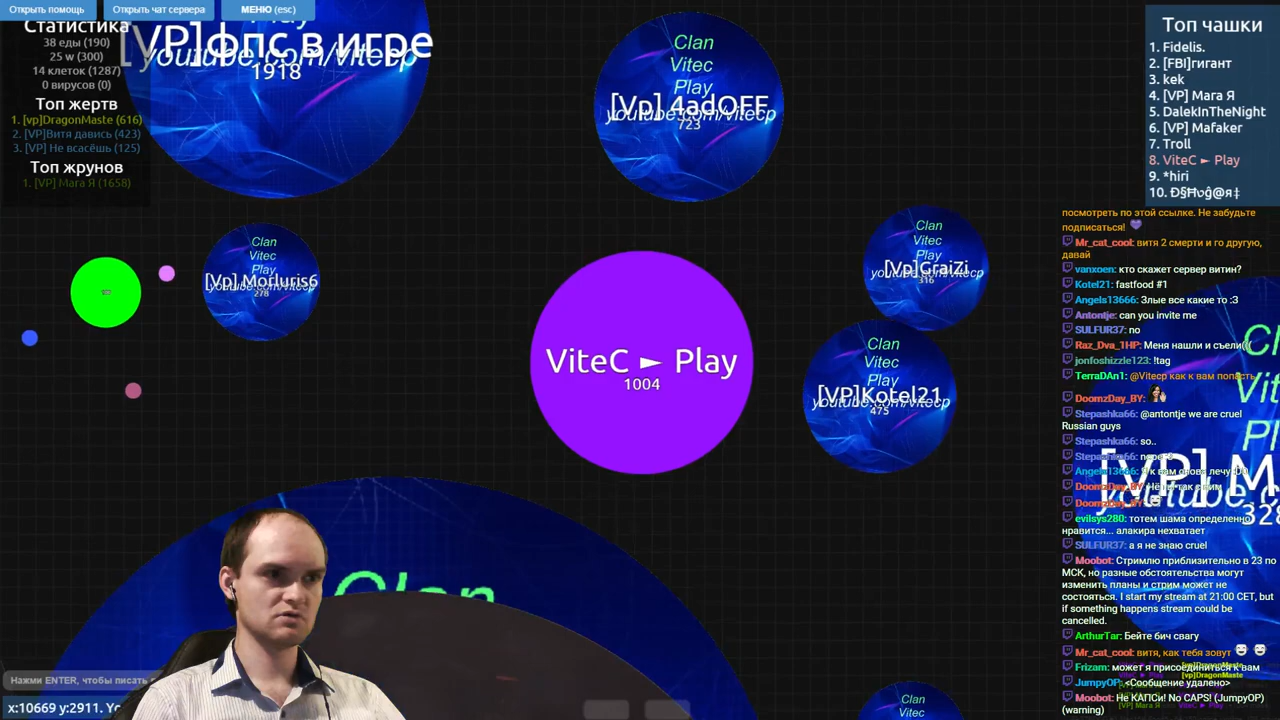 Открыть помощь
Открыть чат сервера
МЕНЮ (esc)
Статистика
38 еды (190)
25 w (300)
14 клеток (1287)
0 вирусов (0)
Топ жертв
1. [vp]DragonMaste (616)
2. [VP]Витя давись (423)
3. [VP] Не всасёшь (125)
Топ жрунов
1. [VP] Мага Я (1658)
[VP]фпс в игре
youtube.com/Vitecp
1918
Clan
Vitec
Play
[Vp] 4adOFF
youtube.com/vitecp
723
Clan
Vitec
Play
[Vp] Morluris6
278
Clan
Vitec
Play
[Vp]GraiZi
youtube.com/vitecp
316
ViteC ► Play
1004
Clan
Vitec
Play
[VP]Kotel21
youtube.com/vitecp
475
Clan
Clan
Vitec
Топ чашки
1. Fidelis.
2. [FBI]гигант
3. kek
4. [VP] Мага Я
5. DalekInTheNight
6. [VP] Mafaker
7. Troll
8. ViteC ► Play
9. *hiri
посмотреть по этой ссылке. Не забудьте
подписаться!
Mr_cat_cool: витя 2 смерти и го другую,
давай
vanxoen: кто скажет сервер витин?
Kotel21: fastfood #1
Angels13666: Злые все какие то :3
Antontje: can you invite me
SULFUR37: no
Raz_Dva_1HP: Меня нашли и съели(((
jonfoshizzle123: !tag
TerraDAn1: @Vitecp как к вам попасть
DoomzDay_BY:
Stepashka66: @antontje we are cruel
Russian guys
Stepashka66: so..
Stepashka66:
Angels13666:
DoomzDay_BY:
DoomzDay_BY:
evilsys280: тотем шама определенно
нравится... алакира нехватает
SULFUR37: а я не знаю cruel
Moobot: Стримлю приблизительно в 23 по
МСК, но разные обстоятельства могут
изменить планы и стрим может не
состояться. I start my stream at 21:00 CET, but
if something happens stream could be
cancelled.
ArthurTar: Бейте бич свагу
Mr_cat_cool: витя, как тебя зовут
Frizam: может я присоединиться к вам
JumpyOP: <Сообщение удалено>
Moobot: Не КАПСи! No CAPS! (JumpyOP)
(warning)
Нажми ENTER, чтобы писать
x:10669 y:2911.